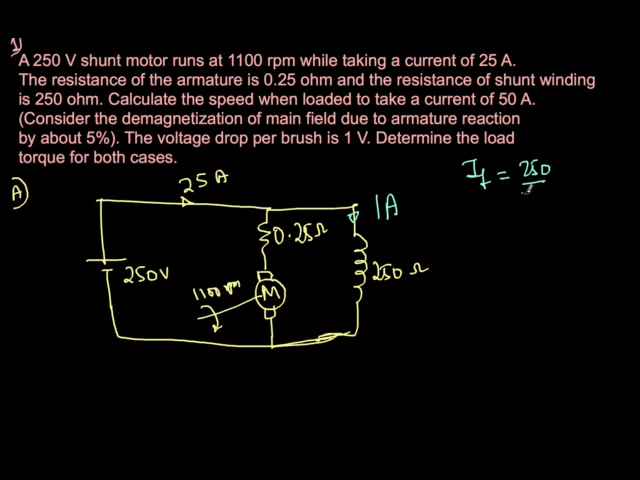 1)
A 250 V shunt motor runs at 1100 rpm while taking a current of 25 A.
The resistance of the armature is 0.25 ohm and the resistance of shunt winding
is 250 ohm. Calculate the speed when loaded to take a current of 50 A.
(Consider the demagnetization of main field due to armature reaction
by about 5%). The voltage drop per brush is 1 V. Determine the load
torque for both cases.
A)
25 A
1A
If = 250
0.25Ω
250V
1100 rpm
M
250 Ω